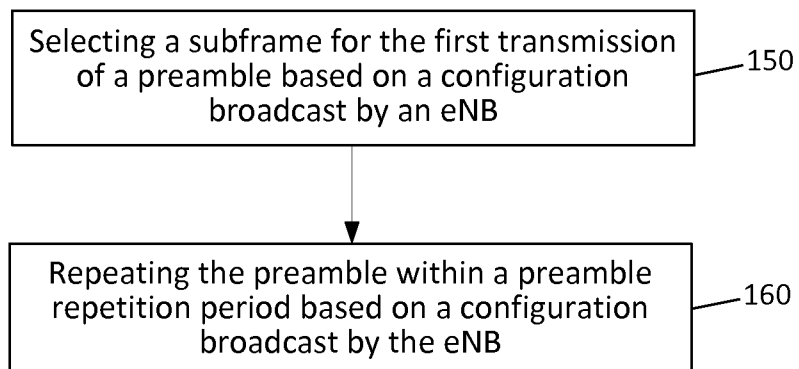 Selecting a subframe for the first transmission
of a preamble based on a configuration
broadcast by an eNB
150
Repeating the preamble within a preamble
repetition period based on a configuration
broadcast by the eNB
160